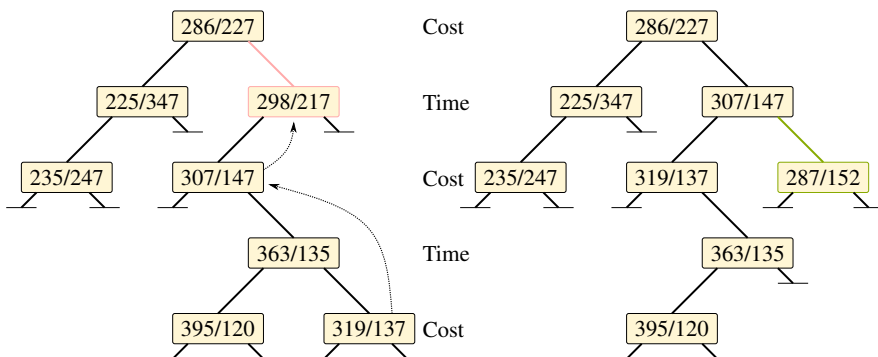 286/227 Cost 286/227
225/347 298/217 Time 225/347 307/147
235/247 307/147 Cost 235/247 319/137 287/152
363/135 Time 363/135
395/120 319/137 Cost 395/120